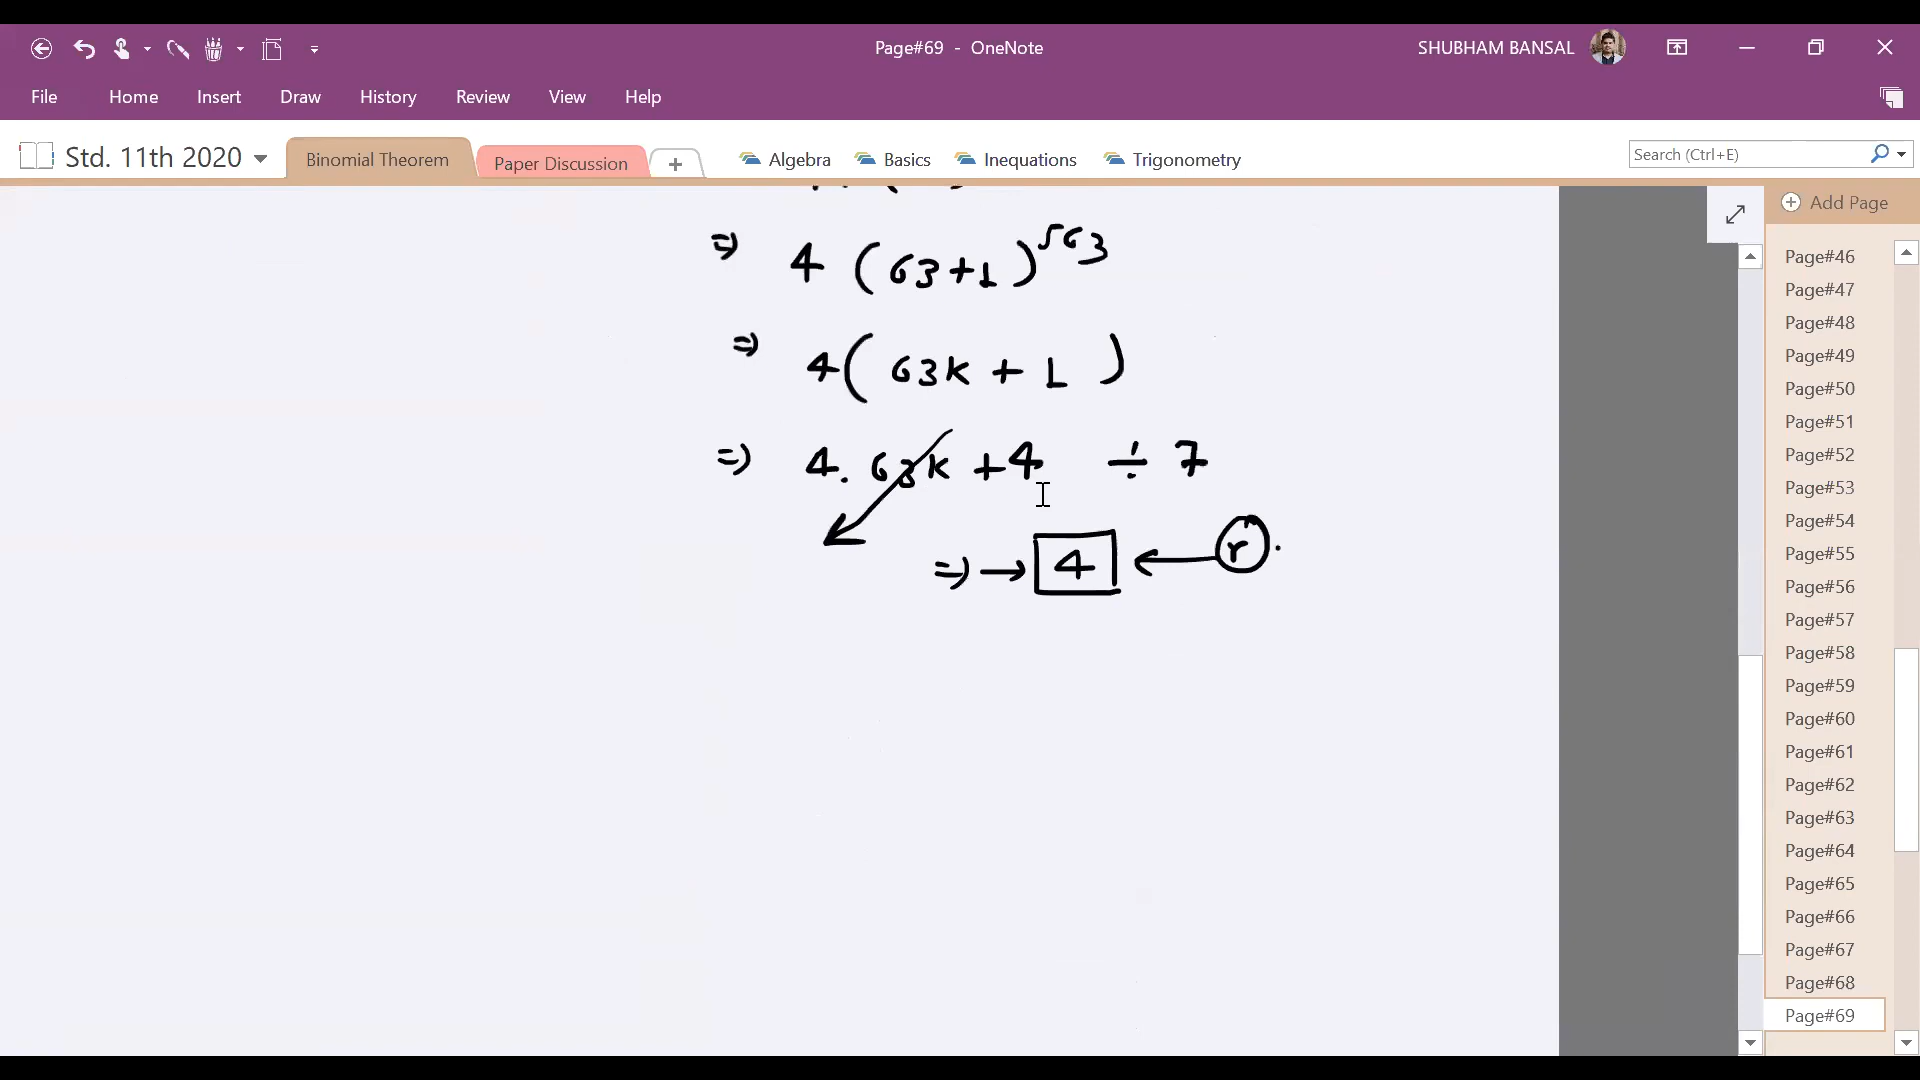 Page#69 - OneNote
SHUBHAM BANSAL
File Home Insert Draw History Review View Help
Std. 11th 2020
Binomial Theorem
Paper Discussion
+
Algebra
Basics
Inequations
Trigonometry
Search (Ctrl+E)
Add Page
⇒ 4 (63+1)^563
⇒ 4( 63k + 1 )
⇒ 4. 63k + 4 ÷ 7
⇒ → 4 ← r.
Page#46
Page#47
Page#48
Page#49
Page#50
Page#51
Page#52
Page#53
Page#54
Page#55
Page#56
Page#57
Page#58
Page#59
Page#60
Page#61
Page#62
Page#63
Page#64
Page#65
Page#66
Page#67
Page#68
Page#69